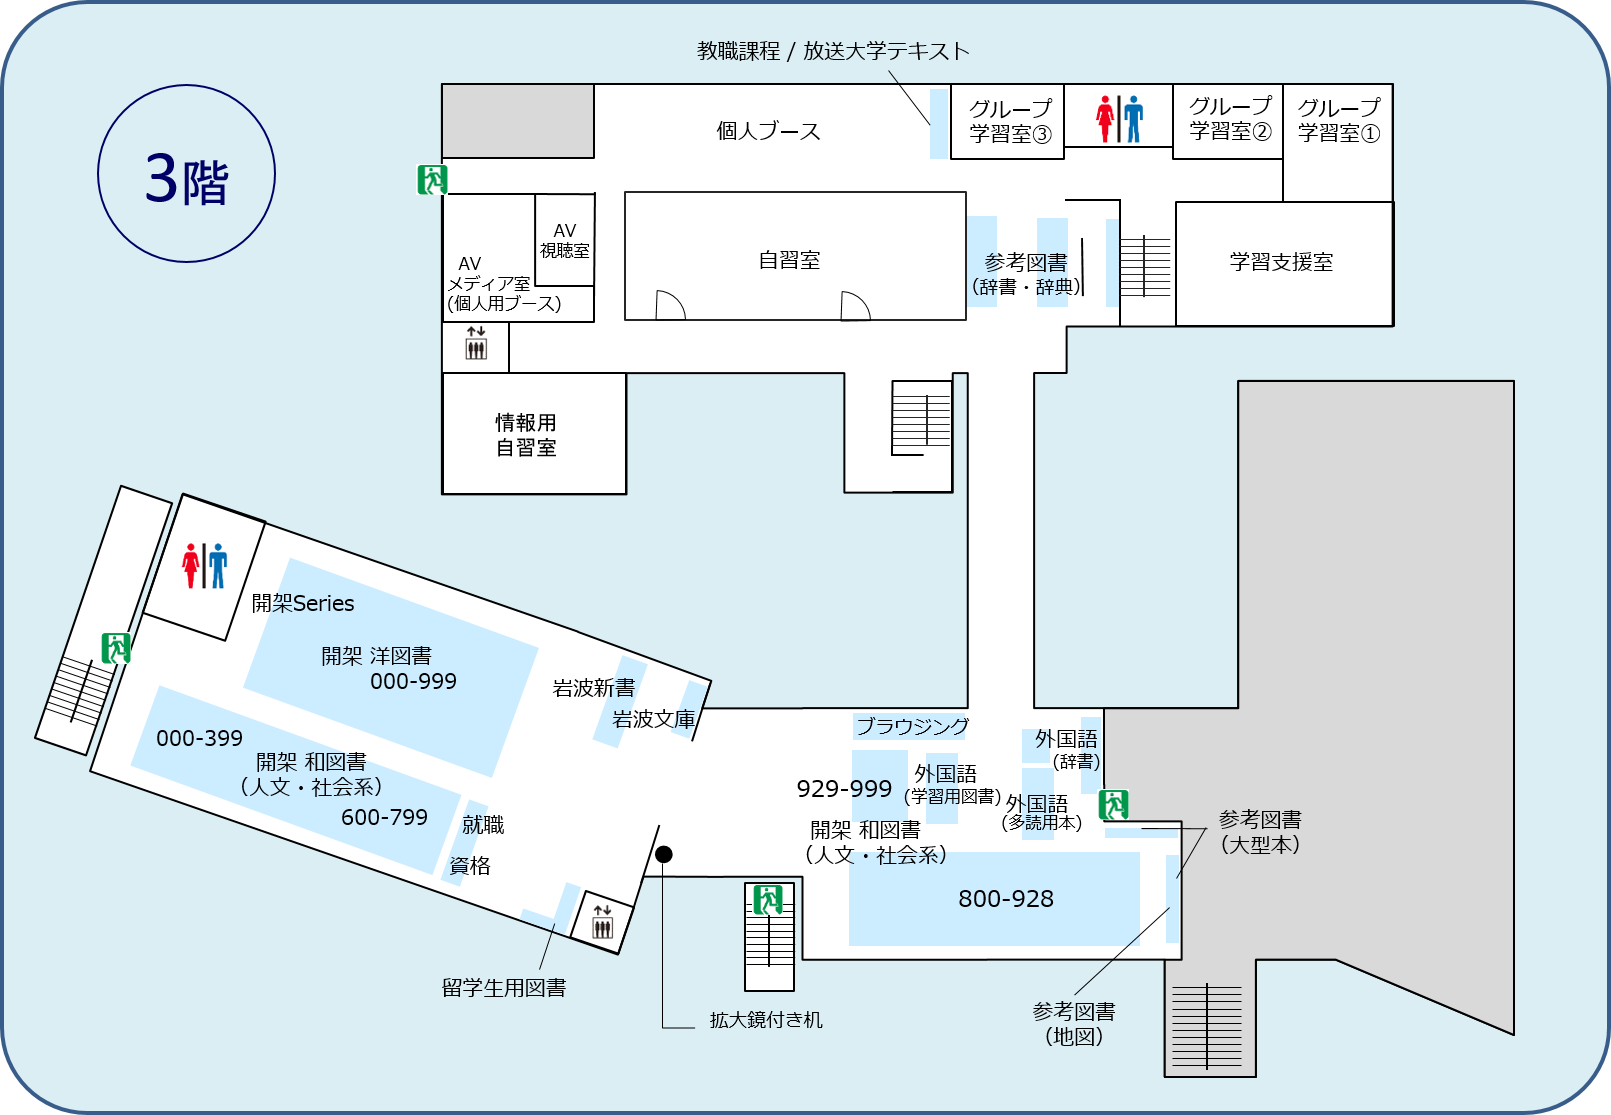 3階
教職課程 / 放送大学テキスト
個人ブース
グループ
学習室③
グループ
学習室②
グループ
学習室①
AV
視聴室
AV
メディア室
(個人用ブース)
自習室
参考図書
(辞書・辞典)
学習支援室
情報用
自習室
開架Series
開架 洋図書
000-999
岩波新書
岩波文庫
000-399
開架 和図書
(人文・社会系)
600-799
就職
資格
留学生用図書
ブラウジング
929-999
外国語
(学習用図書)
外国語
(辞書)
外国語
(多読用本)
開架 和図書
(人文・社会系)
800-928
参考図書
(大型本)
参考図書
(地図)
拡大鏡付き机